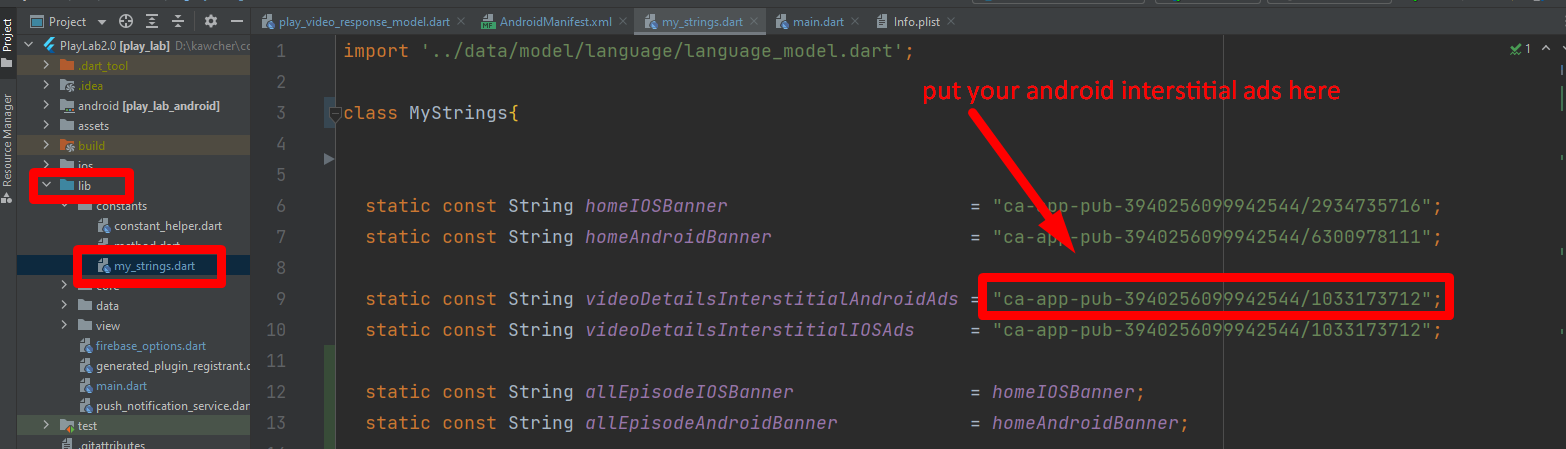 Project
play_video_response_model.dart
AndroidManifest.xml
my_strings.dart
main.dart
Info.plist
Project
Resource Manager
PlayLab2.0 [play_lab] D:\kawcher\co
.dart_tool
.idea
android [play_lab_android]
assets
build
ios
lib
constants
constant_helper.dart
method.dart
my_strings.dart
core
data
view
firebase_options.dart
generated_plugin_registrant.d
main.dart
push_notification_service.dar
test
.gitattributes
1 import '../data/model/language/language_model.dart';
1
2
put your android interstitial ads here
3 class MyStrings{
4
5
6 static const String homeIOSBanner = "ca-app-pub-3940256099942544/2934735716";
7 static const String homeAndroidBanner = "ca-app-pub-3940256099942544/6300978111";
8
9 static const String videoDetailsInterstitialAndroidAds = "ca-app-pub-3940256099942544/1033173712";
10 static const String videoDetailsInterstitialIOSAds = "ca-app-pub-3940256099942544/1033173712";
11
12 static const String allEpisodeIOSBanner = homeIOSBanner;
13 static const String allEpisodeAndroidBanner = homeAndroidBanner;